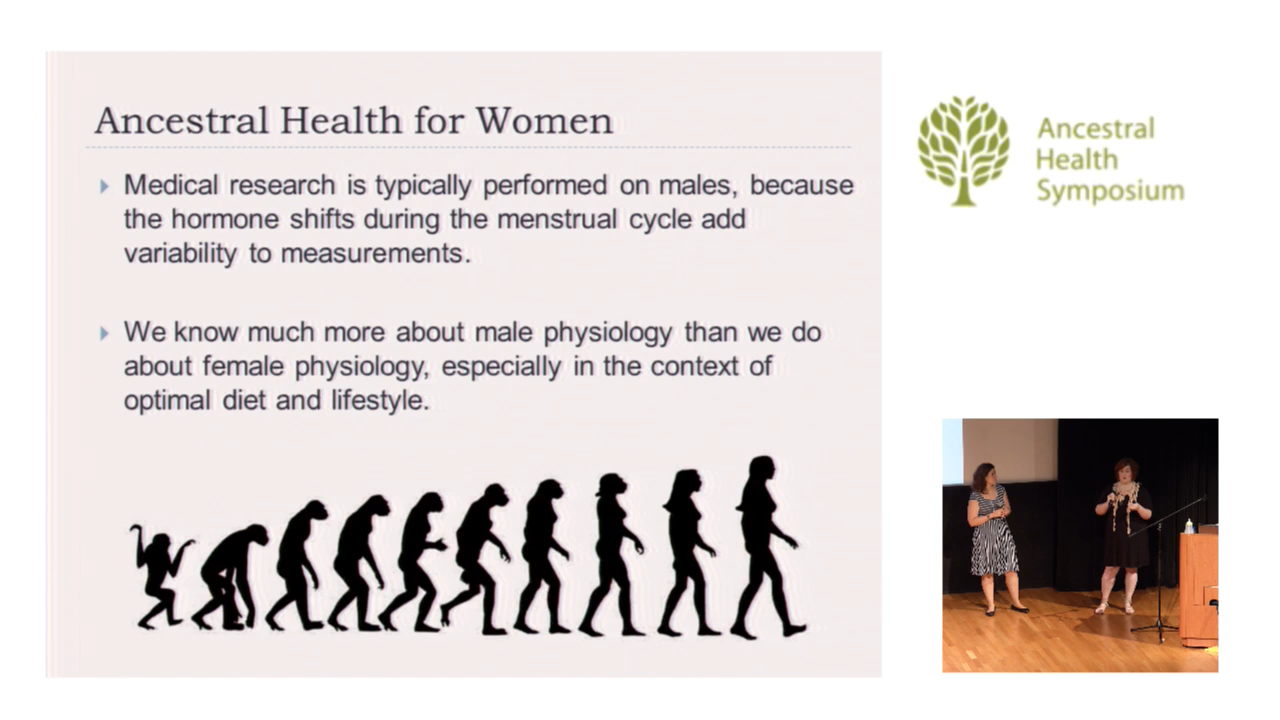 Ancestral Health for Women
Medical research is typically performed on males, because
the hormone shifts during the menstrual cycle add
variability to measurements.
We know much more about male physiology than we do
about female physiology, especially in the context of
optimal diet and lifestyle.
Ancestral
Health
Symposium